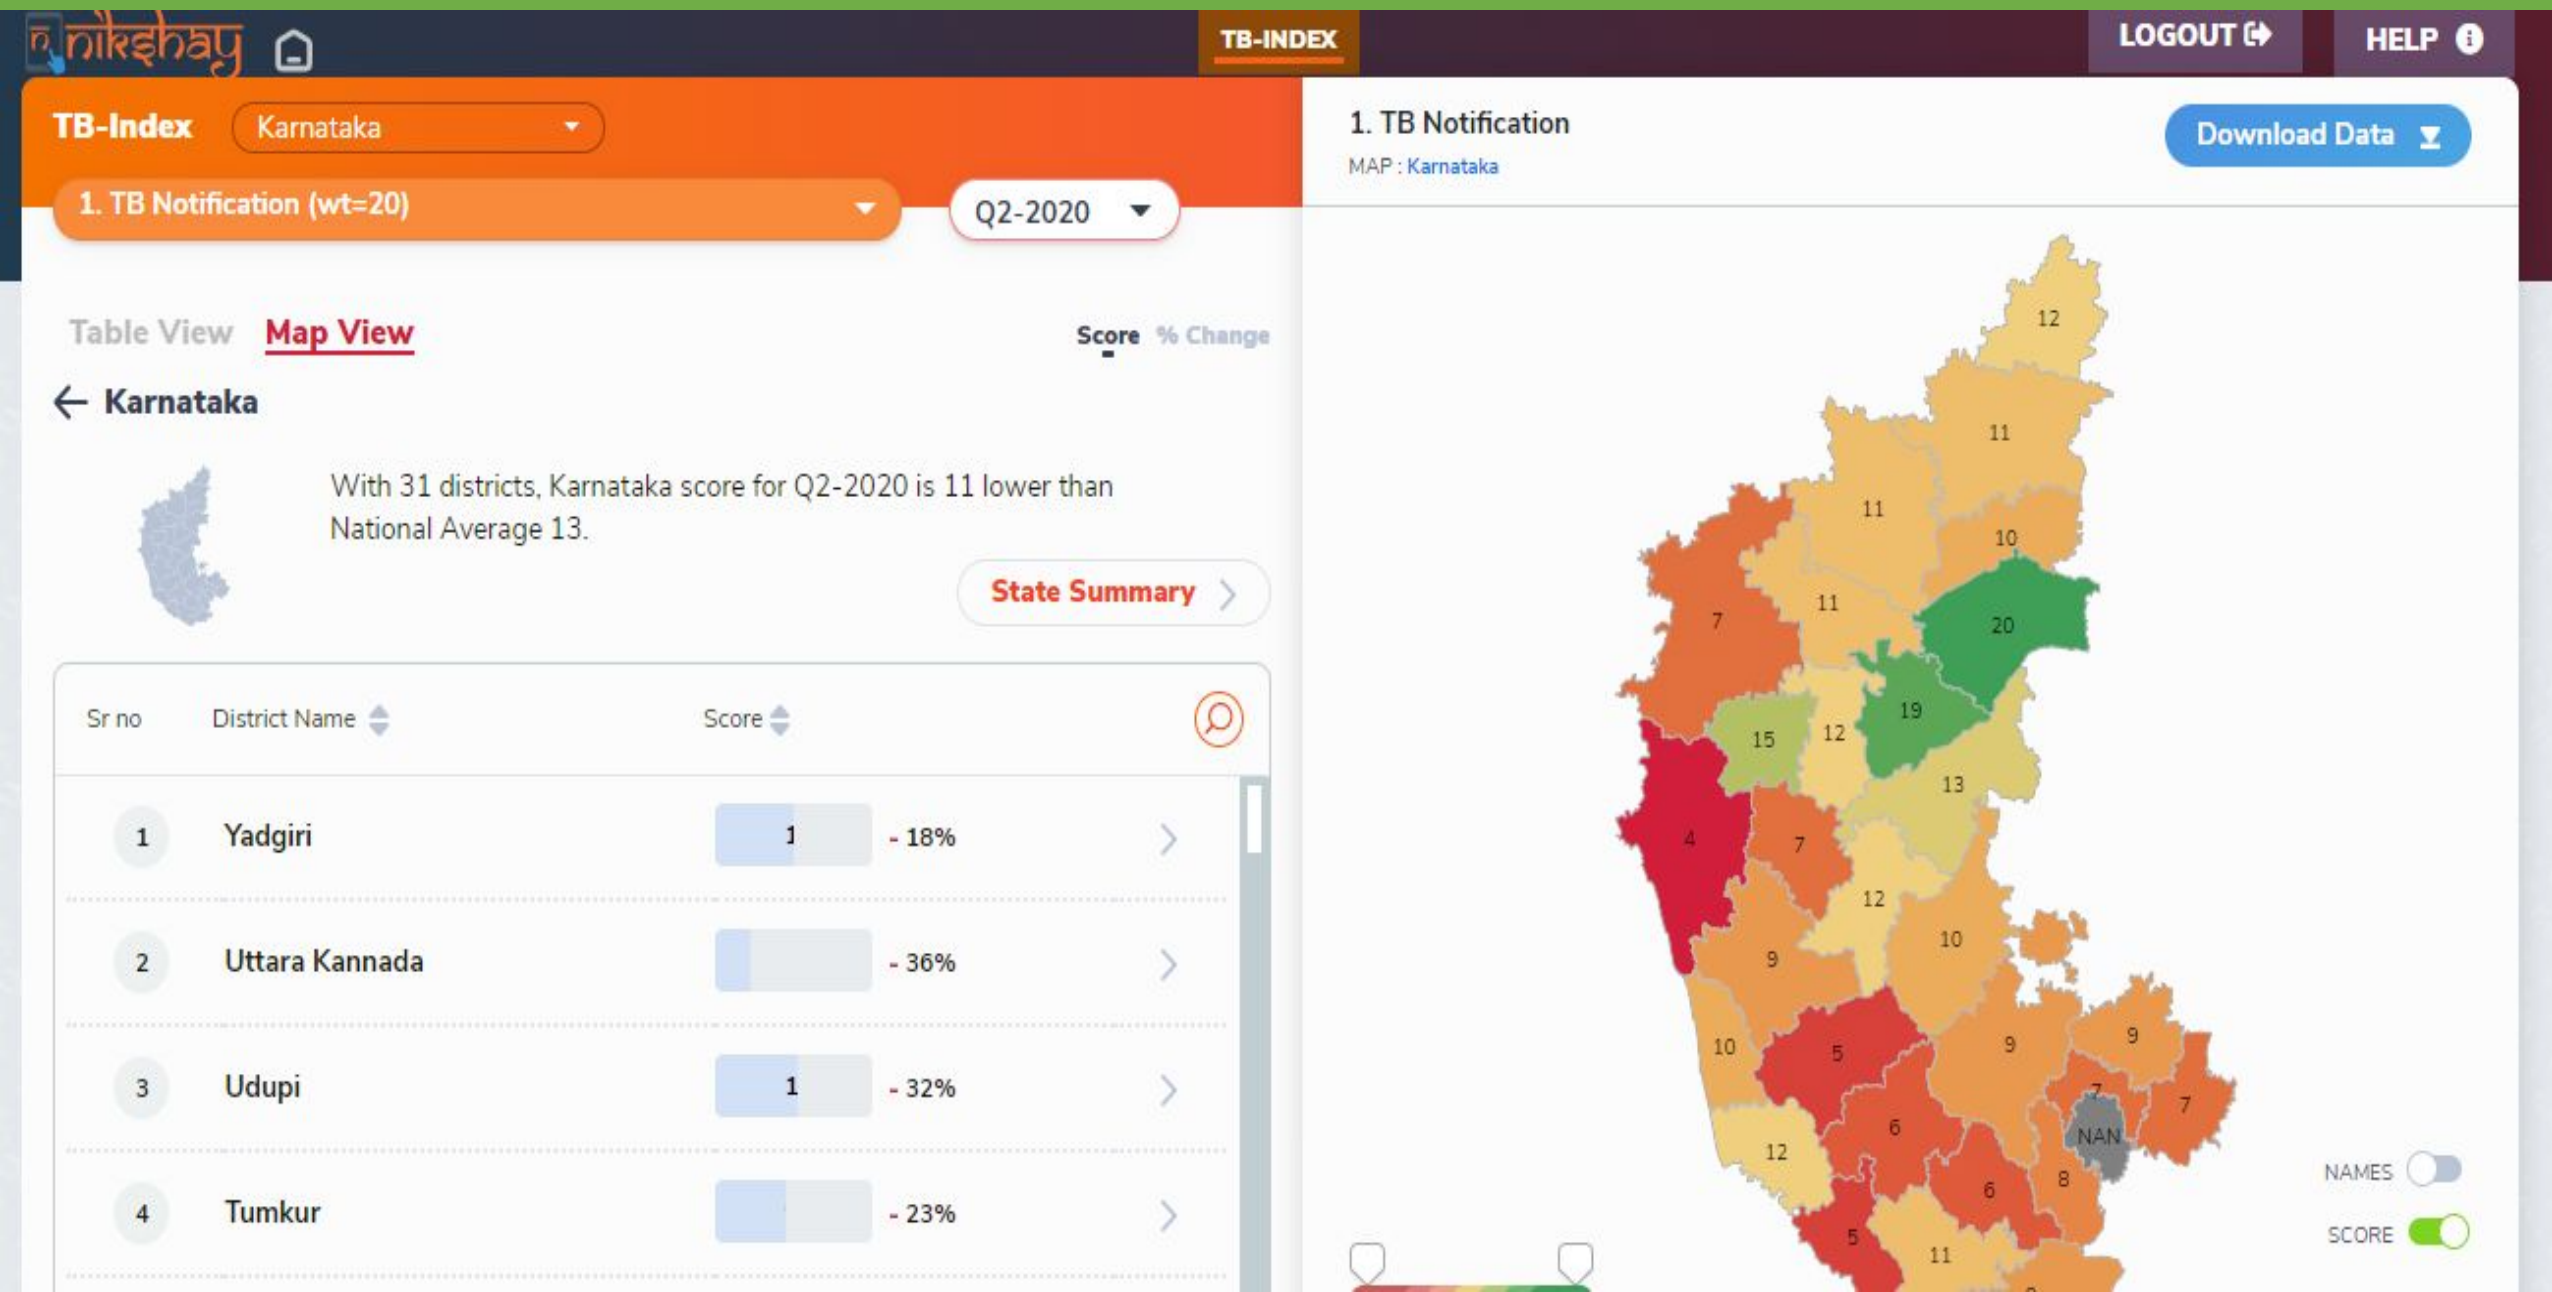 nikshay
TB-INDEX
LOGOUT
HELP
TB-Index Karnataka
1. TB Notification (wt=20)
Q2-2020
Table View Map View
Score % Change
Karnataka
With 31 districts, Karnataka score for Q2-2020 is 11 lower than
National Average 13.
State Summary
Sr no District Name Score
1 Yadgiri 1 - 18%
2 Uttara Kannada - 36%
3 Udupi 1 - 32%
4 Tumkur - 23%
1. TB Notification
MAP : Karnataka
Download Data
12
11
11
10
11
20
7
19
15
12
13
4
7
12
10
9
9
9
10
5
7
7
6
NAN
12
8
6
5
11
NAMES
SCORE